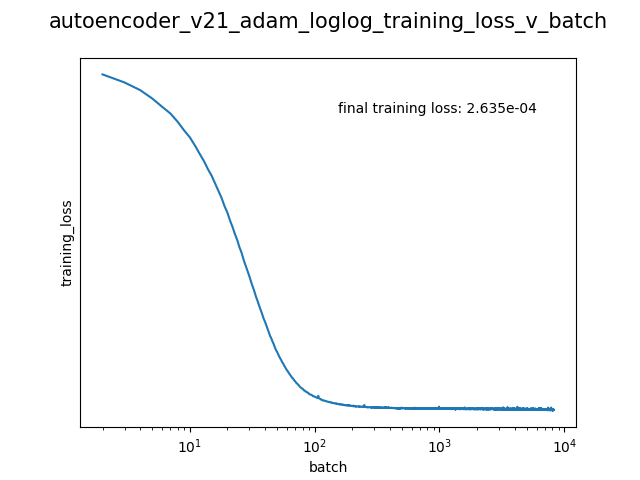 autoencoder_v21_adam_loglog_training_loss_v_batch
final training loss: 2.635e-04
training_loss
10¹ 10² 10³ 10⁴
batch